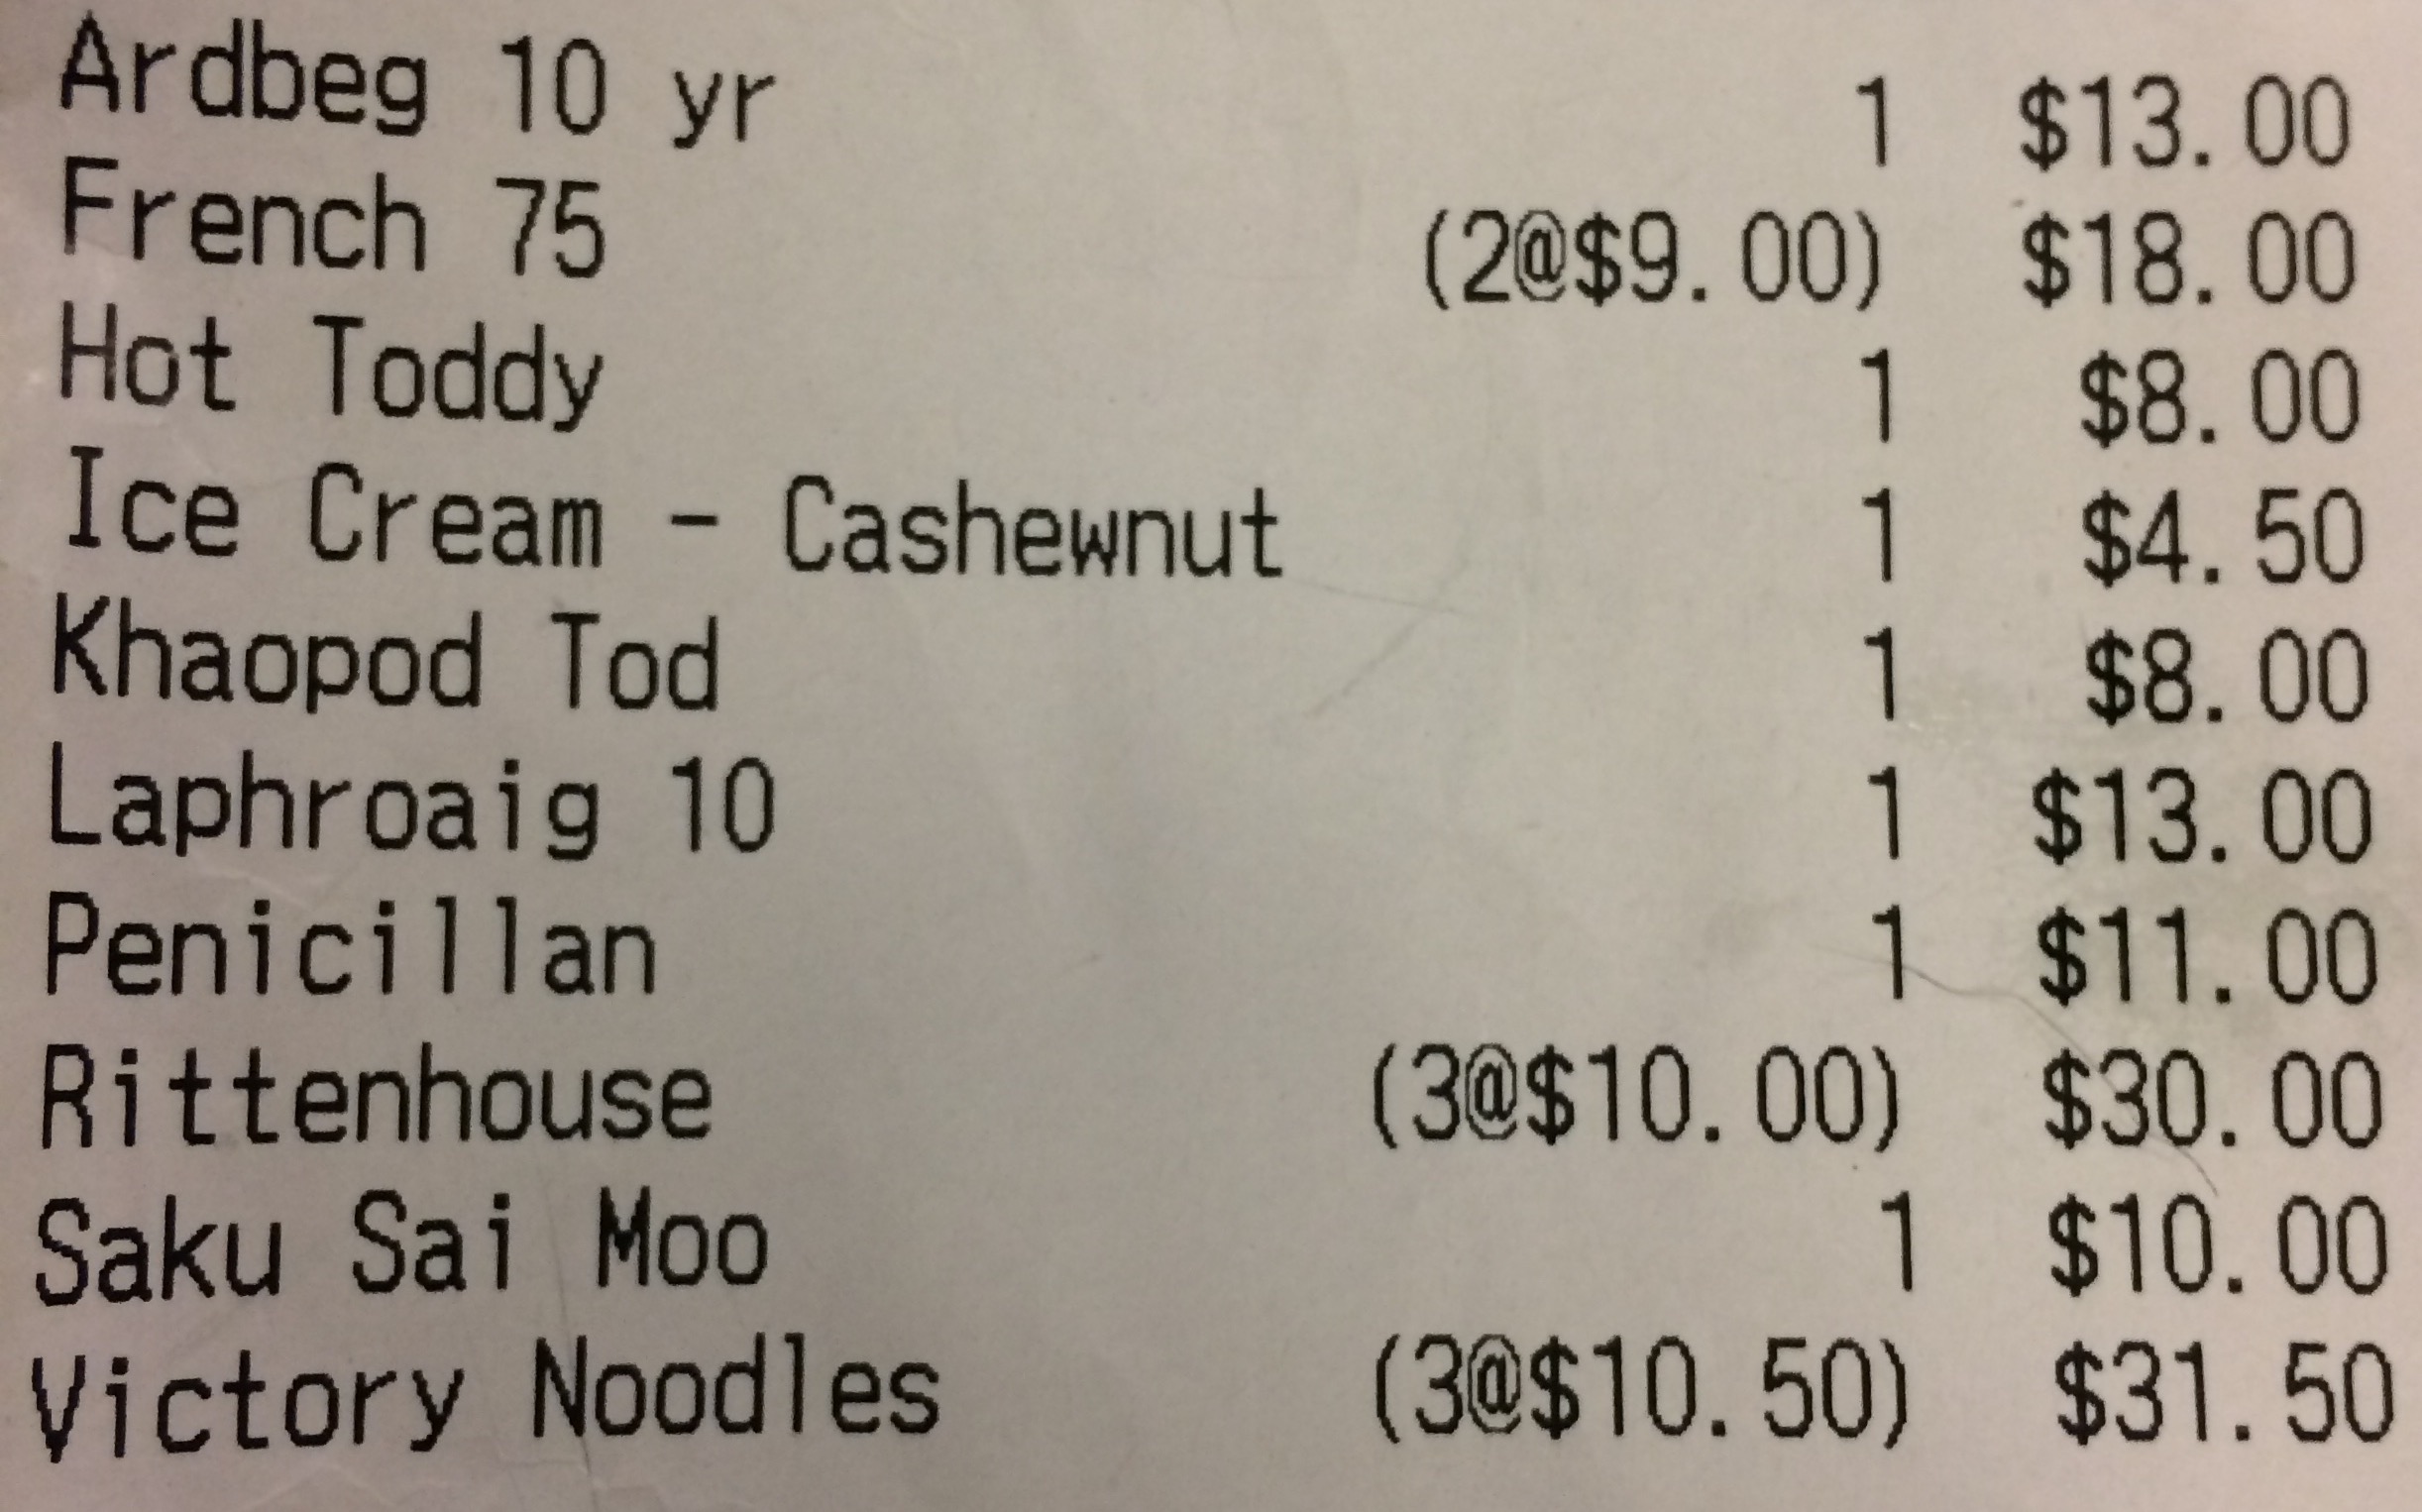 Ardbeg 10 yr 1 $13.00
French 75 (2@$9.00) $18.00
Hot Toddy 1 $8.00
Ice Cream - Cashewnut 1 $4.50
Khaopod Tod 1 $8.00
Laphroaig 10 1 $13.00
Penicillan 1 $11.00
Rittenhouse (3@$10.00) $30.00
Saku Sai Moo 1 $10.00
Victory Noodles (3@$10.50) $31.50